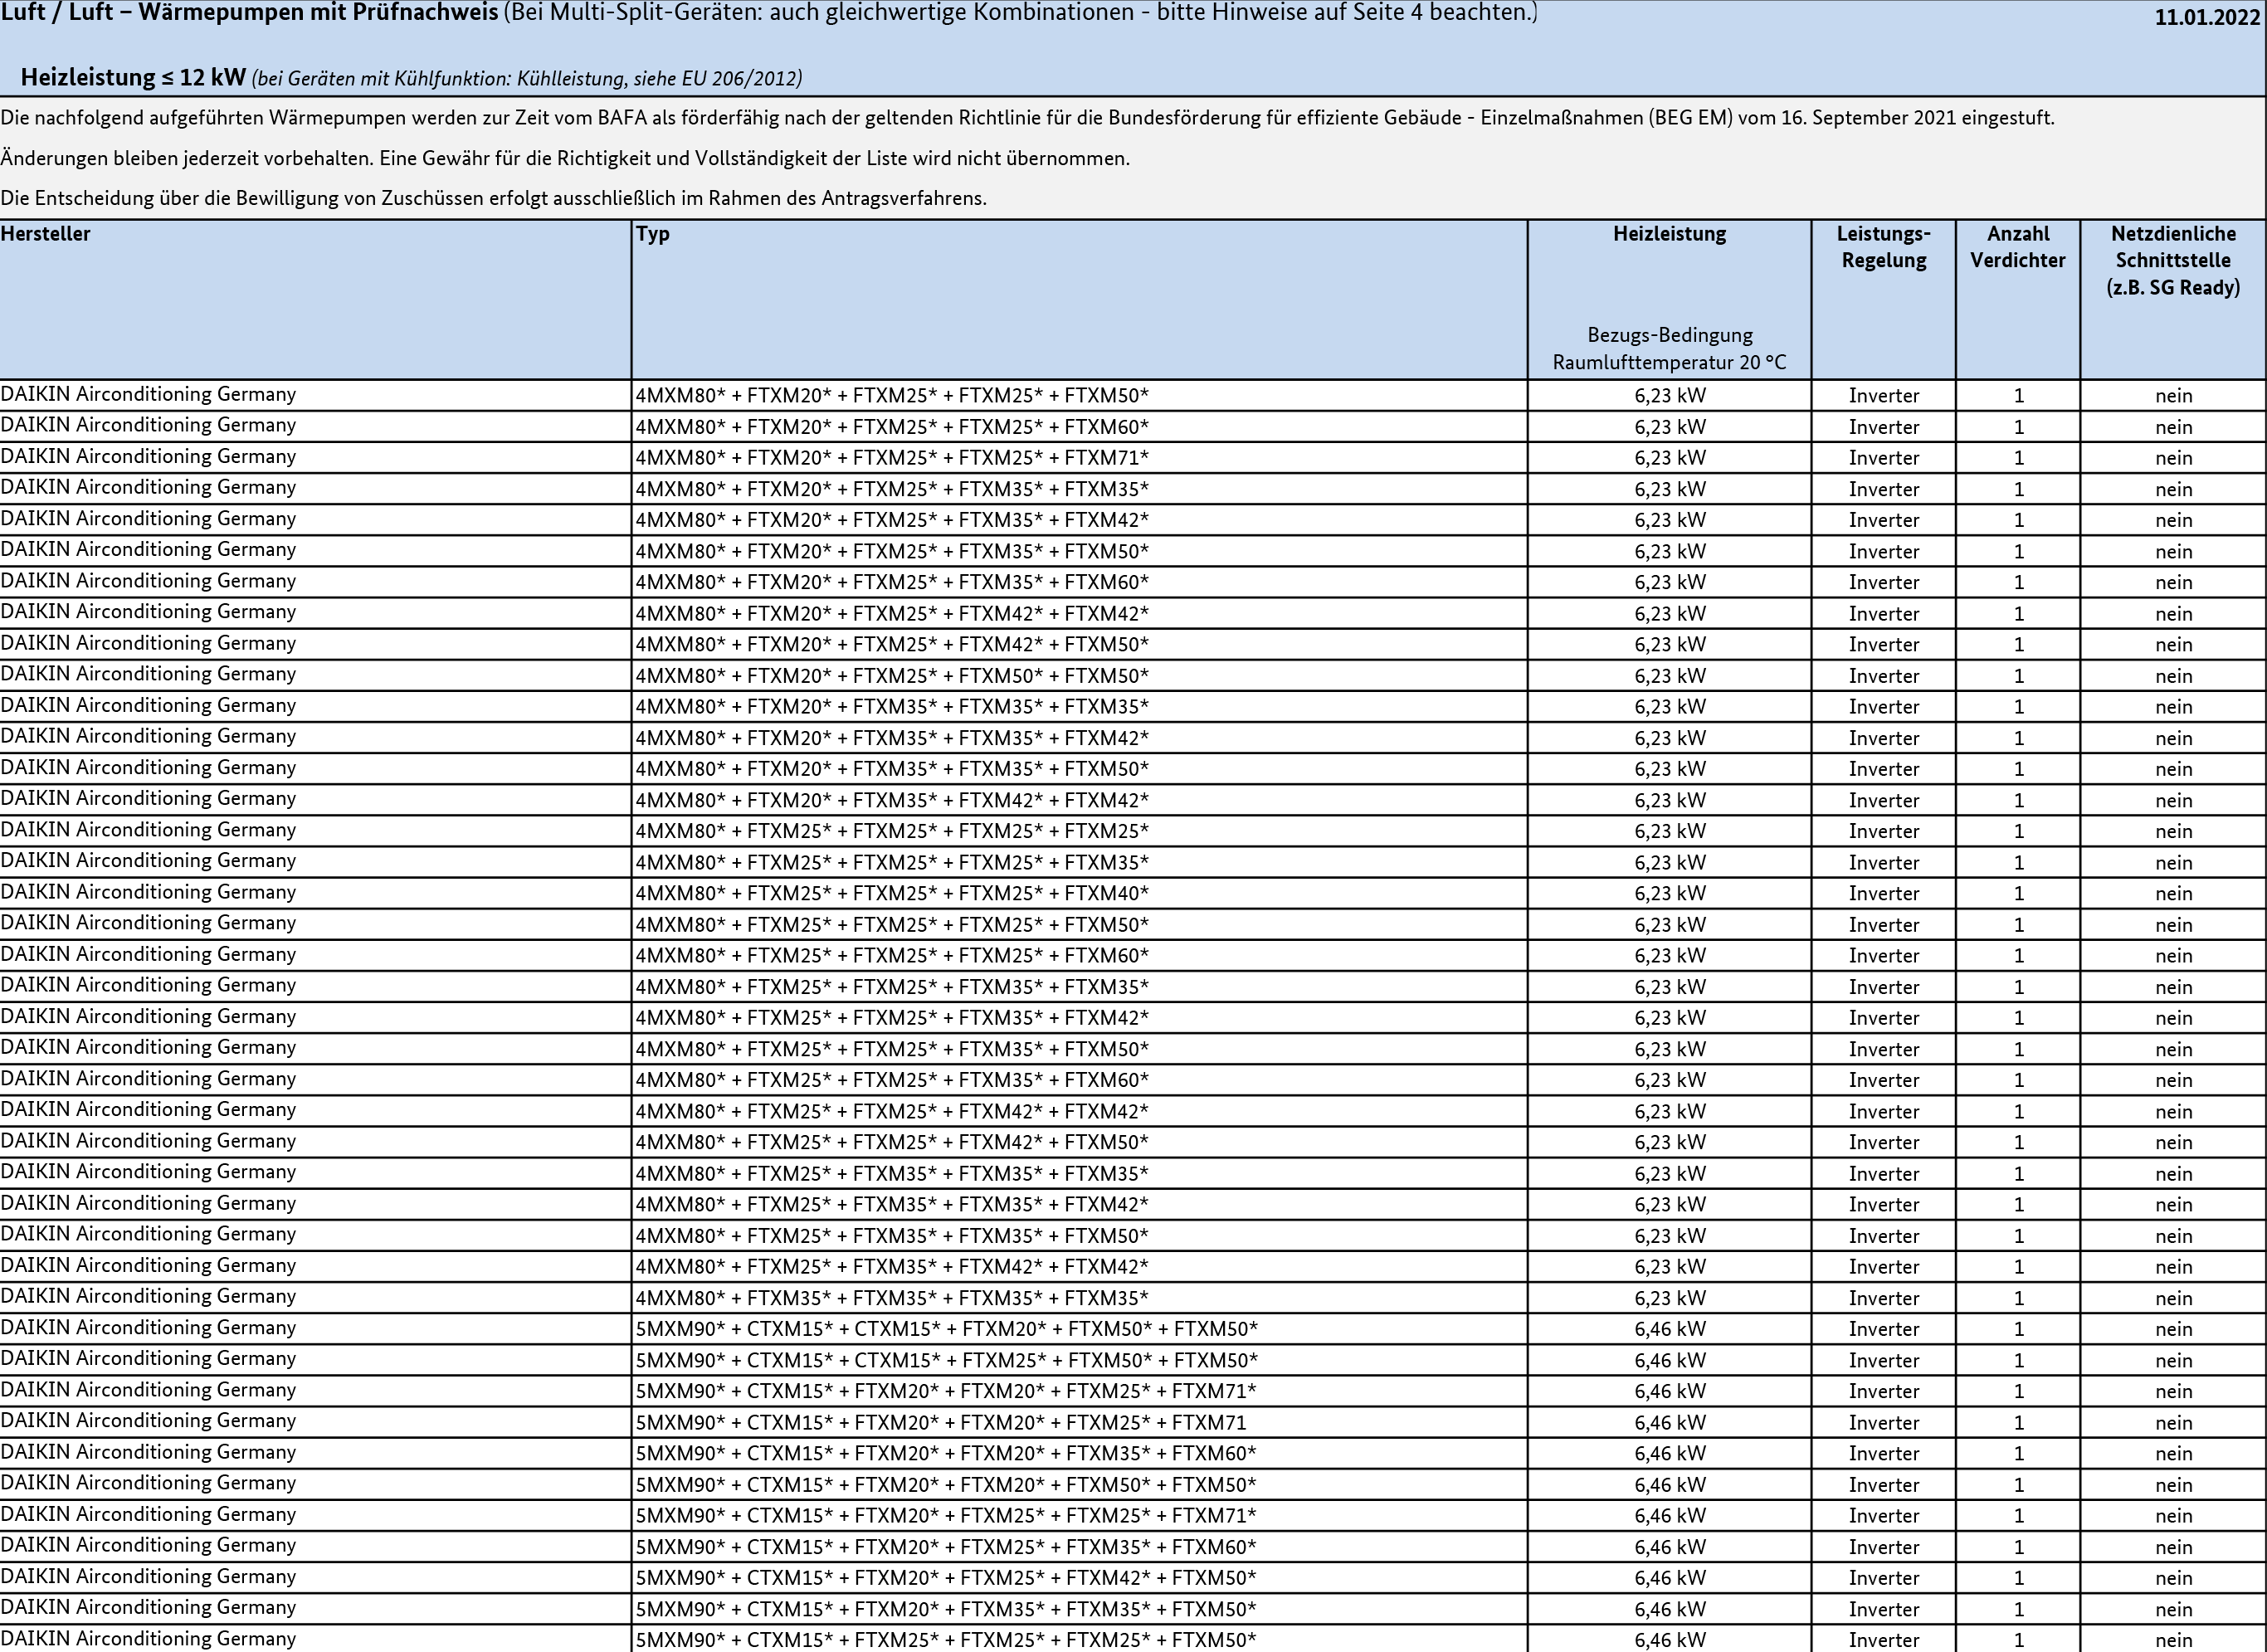 Luft / Luft – Wärmepumpen mit Prüfnachweis (Bei Multi-Split-Geräten: auch gleichwertige Kombinationen - bitte Hinweise auf Seite 4 beachten.) 11.01.2022
Heizleistung ≤ 12 kW (bei Geräten mit Kühlfunktion: Kühlleistung, siehe EU 206/2012)
Die nachfolgend aufgeführten Wärmepumpen werden zur Zeit vom BAFA als förderfähig nach der geltenden Richtlinie für die Bundesförderung für effiziente Gebäude - Einzelmaßnahmen (BEG EM) vom 16. September 2021 eingestuft.
Änderungen bleiben jederzeit vorbehalten. Eine Gewähr für die Richtigkeit und Vollständigkeit der Liste wird nicht übernommen.
Die Entscheidung über die Bewilligung von Zuschüssen erfolgt ausschließlich im Rahmen des Antragsverfahrens.
Hersteller Typ Heizleistung Leistungs- Anzahl Netzdienliche
Regelung Verdichter Schnittstelle
(z.B. SG Ready)
Bezugs-Bedingung
Raumlufttemperatur 20 °C
DAIKIN Airconditioning Germany 4MXM80* + FTXM20* + FTXM25* + FTXM25* + FTXM50* 6,23 kW Inverter 1 nein
DAIKIN Airconditioning Germany 4MXM80* + FTXM20* + FTXM25* + FTXM25* + FTXM60* 6,23 kW Inverter 1 nein
DAIKIN Airconditioning Germany 4MXM80* + FTXM20* + FTXM25* + FTXM25* + FTXM71* 6,23 kW Inverter 1 nein
DAIKIN Airconditioning Germany 4MXM80* + FTXM20* + FTXM25* + FTXM35* + FTXM35* 6,23 kW Inverter 1 nein
DAIKIN Airconditioning Germany 4MXM80* + FTXM20* + FTXM25* + FTXM35* + FTXM42* 6,23 kW Inverter 1 nein
DAIKIN Airconditioning Germany 4MXM80* + FTXM20* + FTXM25* + FTXM35* + FTXM50* 6,23 kW Inverter 1 nein
DAIKIN Airconditioning Germany 4MXM80* + FTXM20* + FTXM25* + FTXM35* + FTXM60* 6,23 kW Inverter 1 nein
DAIKIN Airconditioning Germany 4MXM80* + FTXM20* + FTXM25* + FTXM42* + FTXM42* 6,23 kW Inverter 1 nein
DAIKIN Airconditioning Germany 4MXM80* + FTXM20* + FTXM25* + FTXM42* + FTXM50* 6,23 kW Inverter 1 nein
DAIKIN Airconditioning Germany 4MXM80* + FTXM20* + FTXM25* + FTXM50* + FTXM50* 6,23 kW Inverter 1 nein
DAIKIN Airconditioning Germany 4MXM80* + FTXM20* + FTXM35* + FTXM35* + FTXM35* 6,23 kW Inverter 1 nein
DAIKIN Airconditioning Germany 4MXM80* + FTXM20* + FTXM35* + FTXM35* + FTXM42* 6,23 kW Inverter 1 nein
DAIKIN Airconditioning Germany 4MXM80* + FTXM20* + FTXM35* + FTXM35* + FTXM50* 6,23 kW Inverter 1 nein
DAIKIN Airconditioning Germany 4MXM80* + FTXM20* + FTXM35* + FTXM42* + FTXM42* 6,23 kW Inverter 1 nein
DAIKIN Airconditioning Germany 4MXM80* + FTXM25* + FTXM25* + FTXM25* + FTXM25* 6,23 kW Inverter 1 nein
DAIKIN Airconditioning Germany 4MXM80* + FTXM25* + FTXM25* + FTXM25* + FTXM35* 6,23 kW Inverter 1 nein
DAIKIN Airconditioning Germany 4MXM80* + FTXM25* + FTXM25* + FTXM25* + FTXM40* 6,23 kW Inverter 1 nein
DAIKIN Airconditioning Germany 4MXM80* + FTXM25* + FTXM25* + FTXM25* + FTXM50* 6,23 kW Inverter 1 nein
DAIKIN Airconditioning Germany 4MXM80* + FTXM25* + FTXM25* + FTXM25* + FTXM60* 6,23 kW Inverter 1 nein
DAIKIN Airconditioning Germany 4MXM80* + FTXM25* + FTXM25* + FTXM35* + FTXM35* 6,23 kW Inverter 1 nein
DAIKIN Airconditioning Germany 4MXM80* + FTXM25* + FTXM25* + FTXM35* + FTXM42* 6,23 kW Inverter 1 nein
DAIKIN Airconditioning Germany 4MXM80* + FTXM25* + FTXM25* + FTXM35* + FTXM50* 6,23 kW Inverter 1 nein
DAIKIN Airconditioning Germany 4MXM80* + FTXM25* + FTXM25* + FTXM35* + FTXM60* 6,23 kW Inverter 1 nein
DAIKIN Airconditioning Germany 4MXM80* + FTXM25* + FTXM25* + FTXM42* + FTXM42* 6,23 kW Inverter 1 nein
DAIKIN Airconditioning Germany 4MXM80* + FTXM25* + FTXM25* + FTXM42* + FTXM50* 6,23 kW Inverter 1 nein
DAIKIN Airconditioning Germany 4MXM80* + FTXM25* + FTXM35* + FTXM35* + FTXM35* 6,23 kW Inverter 1 nein
DAIKIN Airconditioning Germany 4MXM80* + FTXM25* + FTXM35* + FTXM35* + FTXM42* 6,23 kW Inverter 1 nein
DAIKIN Airconditioning Germany 4MXM80* + FTXM25* + FTXM35* + FTXM35* + FTXM50* 6,23 kW Inverter 1 nein
DAIKIN Airconditioning Germany 4MXM80* + FTXM25* + FTXM35* + FTXM42* + FTXM42* 6,23 kW Inverter 1 nein
DAIKIN Airconditioning Germany 4MXM80* + FTXM35* + FTXM35* + FTXM35* + FTXM35* 6,23 kW Inverter 1 nein
DAIKIN Airconditioning Germany 5MXM90* + CTXM15* + CTXM15* + FTXM20* + FTXM50* + FTXM50* 6,46 kW Inverter 1 nein
DAIKIN Airconditioning Germany 5MXM90* + CTXM15* + CTXM15* + FTXM25* + FTXM50* + FTXM50* 6,46 kW Inverter 1 nein
DAIKIN Airconditioning Germany 5MXM90* + CTXM15* + FTXM20* + FTXM20* + FTXM25* + FTXM71* 6,46 kW Inverter 1 nein
DAIKIN Airconditioning Germany 5MXM90* + CTXM15* + FTXM20* + FTXM20* + FTXM25* + FTXM71 6,46 kW Inverter 1 nein
DAIKIN Airconditioning Germany 5MXM90* + CTXM15* + FTXM20* + FTXM20* + FTXM35* + FTXM60* 6,46 kW Inverter 1 nein
DAIKIN Airconditioning Germany 5MXM90* + CTXM15* + FTXM20* + FTXM20* + FTXM50* + FTXM50* 6,46 kW Inverter 1 nein
DAIKIN Airconditioning Germany 5MXM90* + CTXM15* + FTXM20* + FTXM25* + FTXM25* + FTXM71* 6,46 kW Inverter 1 nein
DAIKIN Airconditioning Germany 5MXM90* + CTXM15* + FTXM20* + FTXM25* + FTXM35* + FTXM60* 6,46 kW Inverter 1 nein
DAIKIN Airconditioning Germany 5MXM90* + CTXM15* + FTXM20* + FTXM25* + FTXM42* + FTXM50* 6,46 kW Inverter 1 nein
DAIKIN Airconditioning Germany 5MXM90* + CTXM15* + FTXM20* + FTXM35* + FTXM35* + FTXM50* 6,46 kW Inverter 1 nein
DAIKIN Airconditioning Germany 5MXM90* + CTXM15* + FTXM25* + FTXM25* + FTXM25* + FTXM50* 6,46 kW Inverter 1 nein